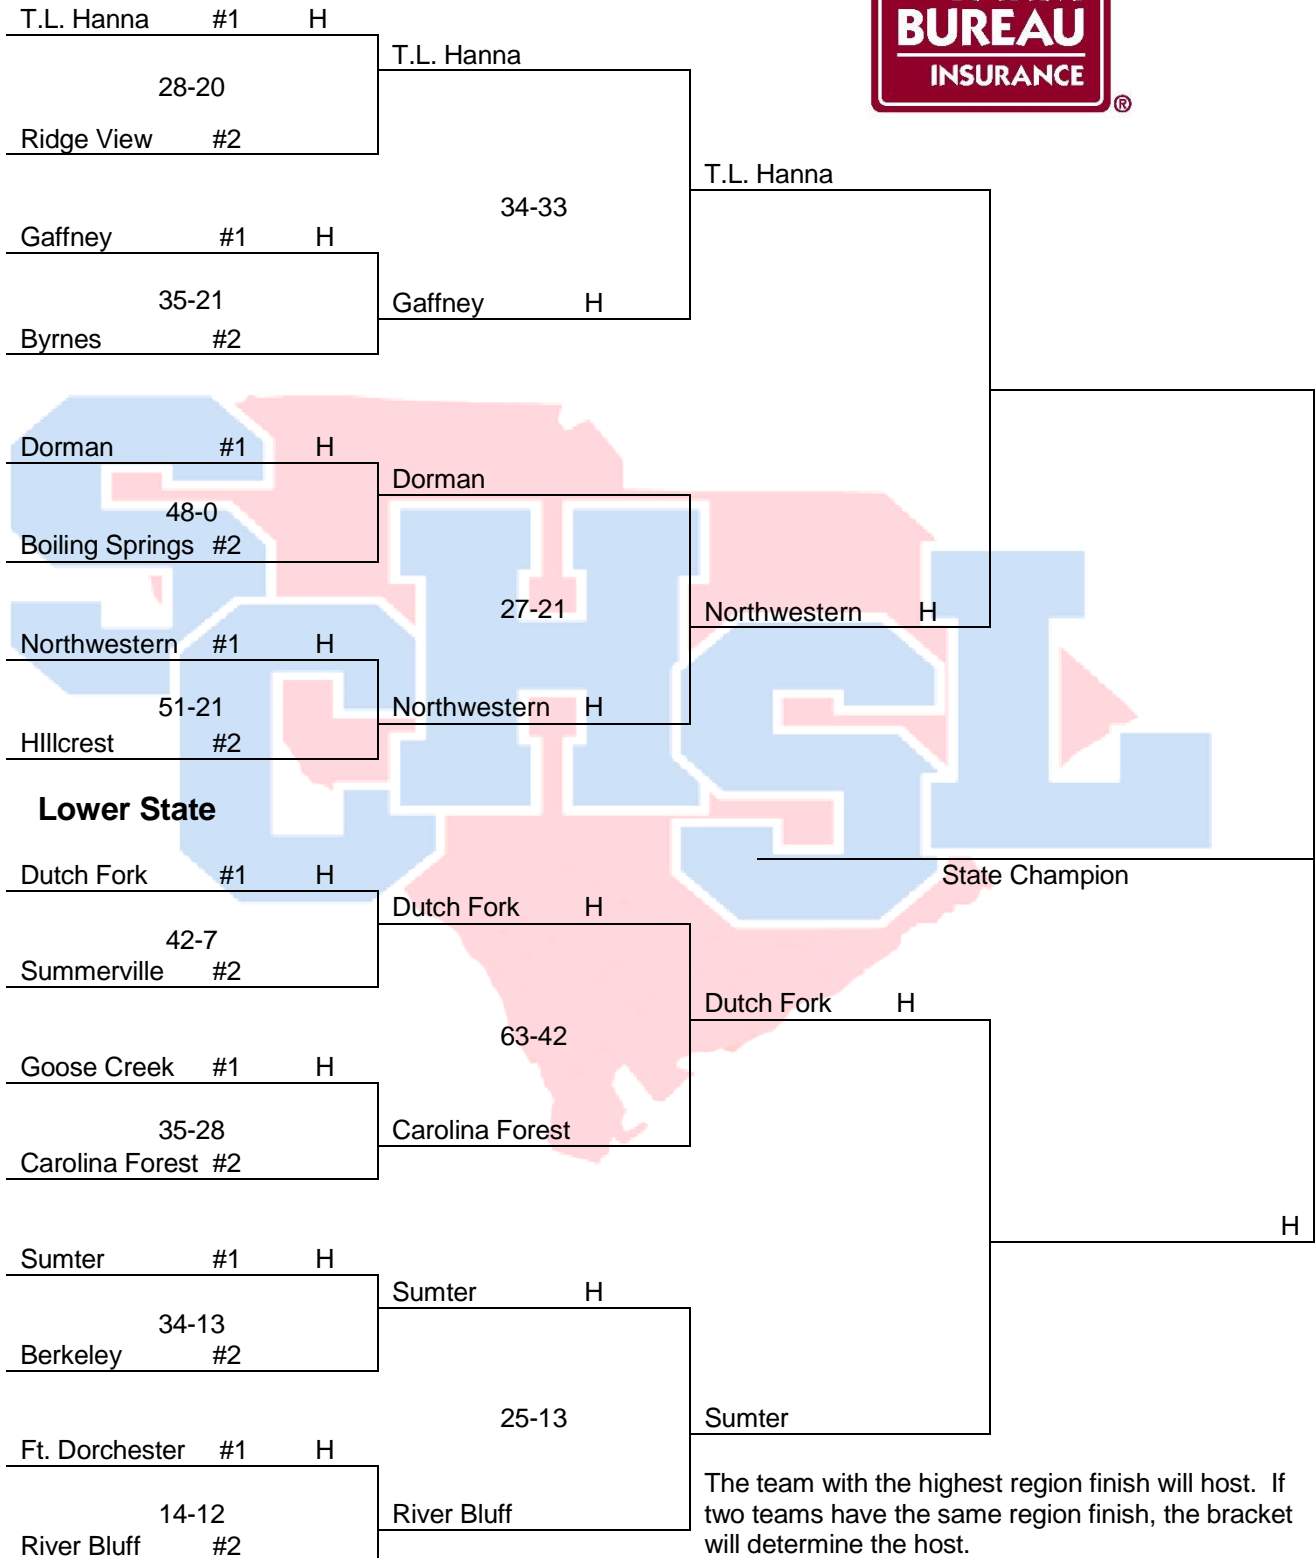 T.L. Hanna #1 H
BUREAU
INSURANCE
®
T.L. Hanna
28-20
Ridge View #2
T.L. Hanna
34-33
Gaffney #1 H
35-21
Gaffney H
Byrnes #2
Dorman #1 H
Dorman
48-0
Boiling Springs #2
27-21
Northwestern H
Northwestern #1 H
51-21
Northwestern H
HIllcrest #2
Lower State
Dutch Fork #1 H
State Champion
Dutch Fork H
42-7
Summerville #2
Dutch Fork H
63-42
Goose Creek #1 H
35-28
Carolina Forest
Carolina Forest #2
H
Sumter #1 H
Sumter H
34-13
Berkeley #2
25-13
Sumter
Ft. Dorchester #1 H
14-12
River Bluff
River Bluff #2
The team with the highest region finish will host. If
two teams have the same region finish, the bracket
will determine the host.
SCHSL